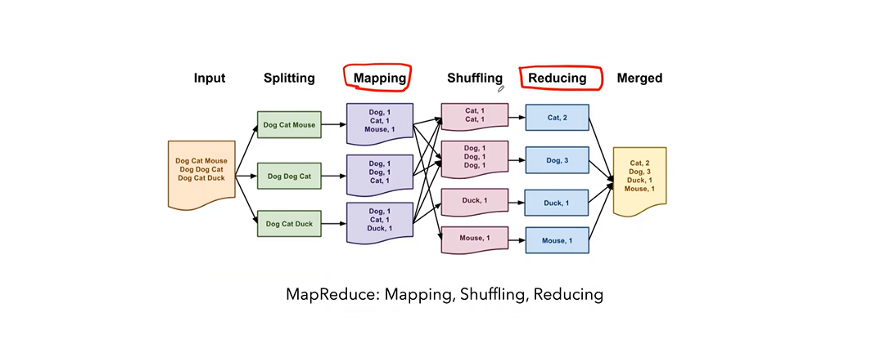 Input
Splitting
Mapping
Shuffling
Reducing
Merged
Dog Cat Mouse
Dog Dog Cat
Dog Cat Duck
Dog Cat Mouse
Dog Dog Cat
Dog Cat Duck
Dog, 1
Cat, 1
Mouse, 1
Dog, 1
Dog, 1
Cat, 1
Dog, 1
Cat, 1
Duck, 1
Cat, 1
Cat, 1
Dog, 1
Dog, 1
Dog, 1
Duck, 1
Mouse, 1
Cat, 2
Dog, 3
Duck, 1
Mouse, 1
Cat, 2
Dog, 3
Duck, 1
Mouse, 1
MapReduce: Mapping, Shuffling, Reducing